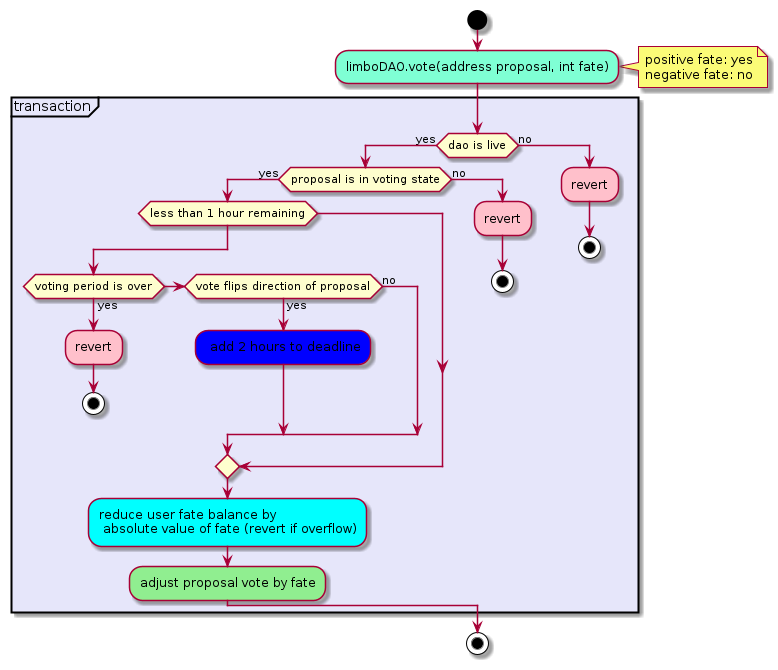 limboDAO.vote(address proposal, int fate)
positive fate: yes
negative fate: no
transaction
dao is live
yes
no
proposal is in voting state
yes
no
revert
less than 1 hour remaining
revert
voting period is over
yes
vote flips direction of proposal
no
yes
revert
add 2 hours to deadline
reduce user fate balance by
absolute value of fate (revert if overflow)
adjust proposal vote by fate